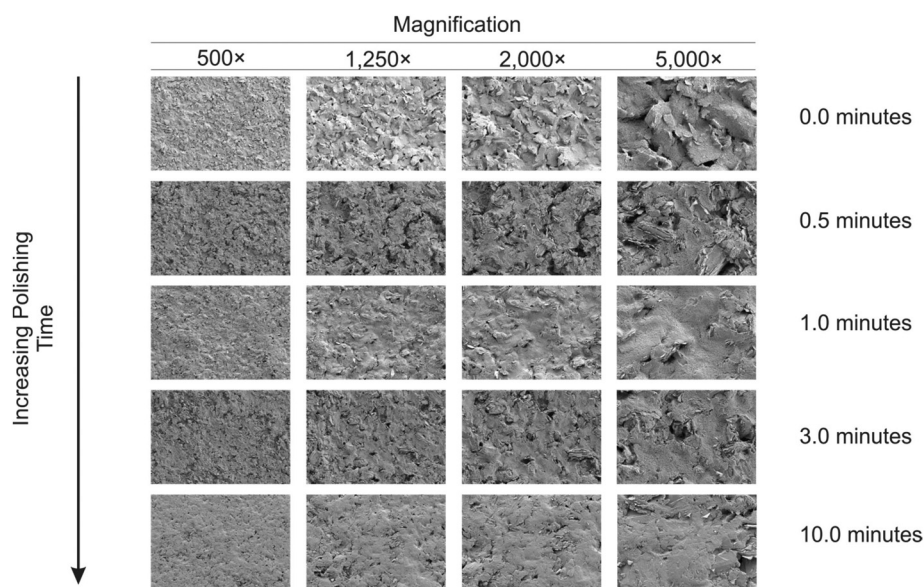 Magnification
500×
1,250×
2,000×
5,000×
0.0 minutes
0.5 minutes
Increasing Polishing
Time
1.0 minutes
3.0 minutes
10.0 minutes